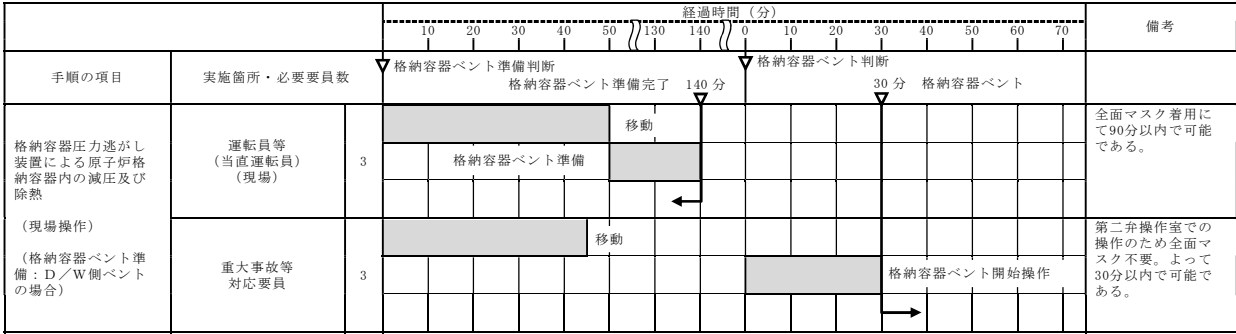 経過時間（分）
備考
10 20 30 40 50 130 140 0 10 20 30 40 50 60 70
手順の項目
実施箇所・必要要員数
格納容器ベント準備判断
格納容器ベント判断
格納容器ベント準備完了 140分
30分 格納容器ベント
格納容器圧力逃がし
装置による原子炉格
納容器内の減圧及び
除熱
（現場操作）
（格納容器ベント準
備：Ｄ／Ｗ側ベント
の場合）
運転員等
（当直運転員）
（現場）
3
移動
格納容器ベント準備
全面マスク着用に
て90分以内で可能
である。
重大事故等
対応要員
3
移動
格納容器ベント開始操作
第二弁操作室での
操作のため全面マ
スク不要。よって
30分以内で可能で
ある。